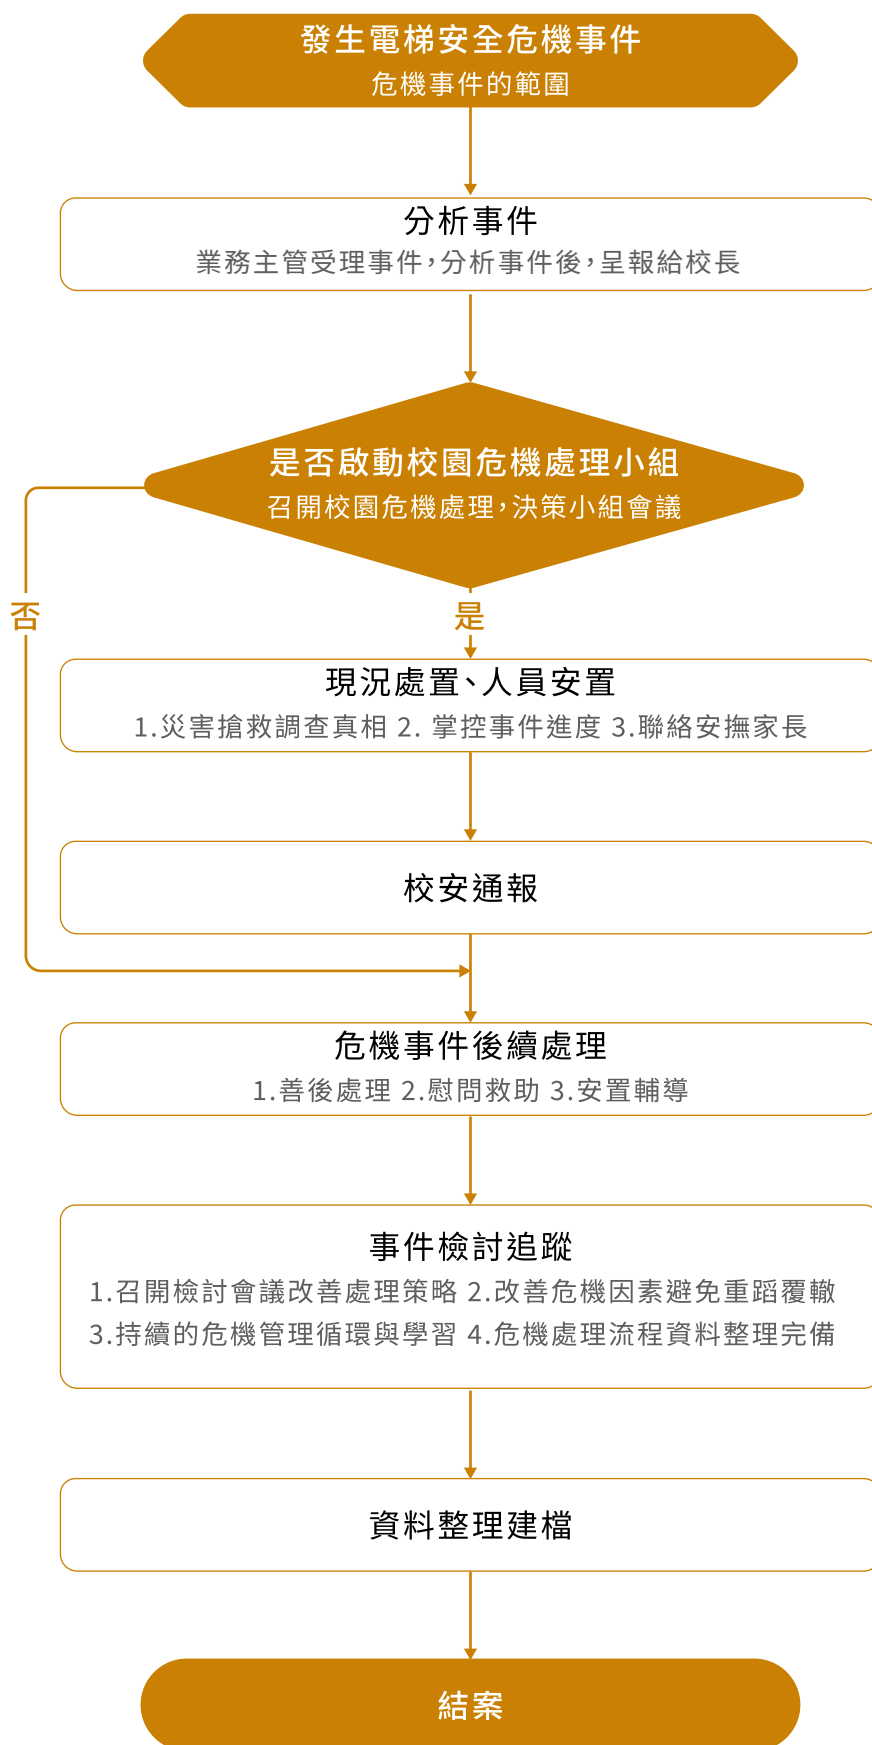 發生電梯安全危機事件
危機事件的範圍
分析事件
業務主管受理事件,分析事件後,呈報給校長
是否啟動校園危機處理小組
召開校園危機處理,決策小組會議
否
是
現況處置、人員安置
1.災害搶救調查真相 2. 掌控事件進度 3.聯絡安撫家長
校安通報
危機事件後續處理
1.善後處理 2.慰問救助 3.安置輔導
事件檢討追蹤
1.召開檢討會議改善處理策略 2.改善危機因素避免重蹈覆轍
3.持續的危機管理循環與學習 4.危機處理流程資料整理完備
資料整理建檔
結案